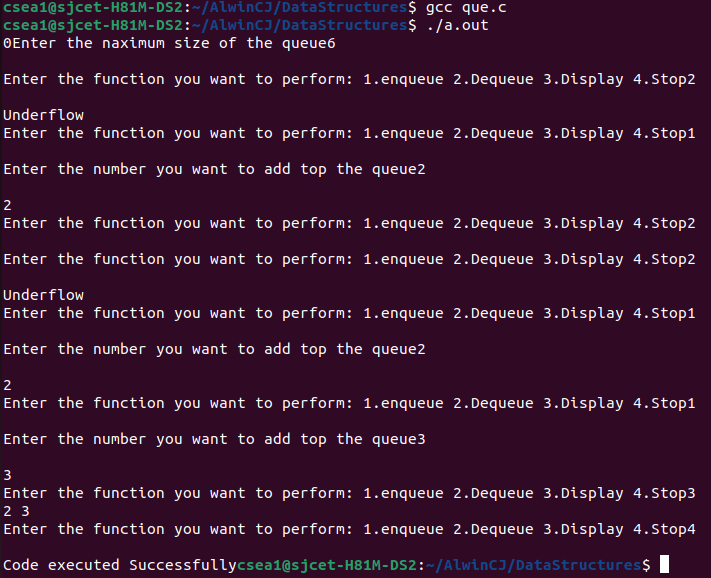 csea1@sjcet-H81M-DS2:~/AlwinCJ/DataStructures$ gcc que.c
csea1@sjcet-H81M-DS2:~/AlwinCJ/DataStructures$ ./a.out
0Enter the naximum size of the queue6
Enter the function you want to perform: 1.enqueue 2.Dequeue 3.Display 4.Stop2
Underflow
Enter the function you want to perform: 1.enqueue 2.Dequeue 3.Display 4.Stop1
Enter the number you want to add top the queue2
2
Enter the function you want to perform: 1.enqueue 2.Dequeue 3.Display 4.Stop2
Enter the function you want to perform: 1.enqueue 2.Dequeue 3.Display 4.Stop2
Underflow
Enter the function you want to perform: 1.enqueue 2.Dequeue 3.Display 4.Stop1
Enter the number you want to add top the queue2
2
Enter the function you want to perform: 1.enqueue 2.Dequeue 3.Display 4.Stop1
Enter the number you want to add top the queue3
3
Enter the function you want to perform: 1.enqueue 2.Dequeue 3.Display 4.Stop3
2 3
Enter the function you want to perform: 1.enqueue 2.Dequeue 3.Display 4.Stop4
Code executed Successfullycsea1@sjcet-H81M-DS2:~/AlwinCJ/DataStructures$